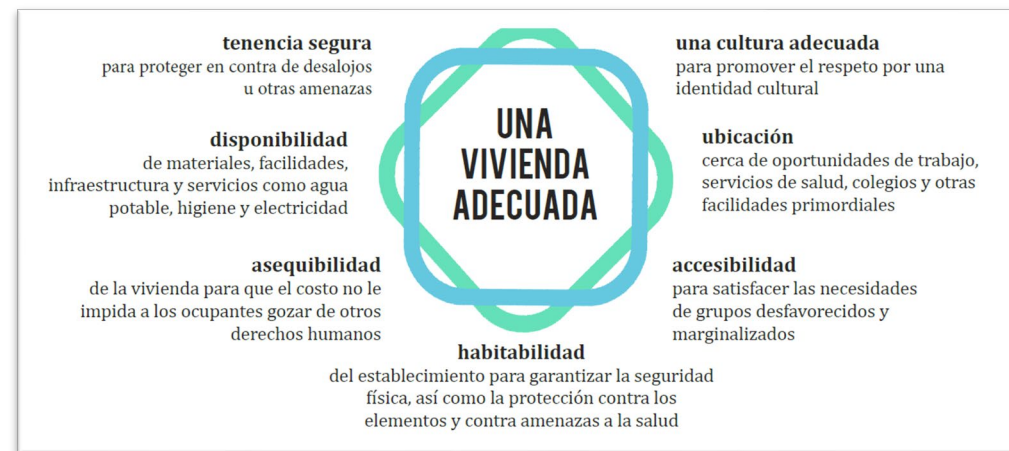 tenencia segura
para proteger en contra de desalojos
u otras amenazas
disponibilidad
de materiales, facilidades,
infraestructura y servicios como agua
potable, higiene y electricidad
asequibilidad
de la vivienda para que el costo no le
impida a los ocupantes gozar de otros
derechos humanos
UNA
VIVIENDA
ADECUADA
una cultura adecuada
para promover el respeto por una
identidad cultural
ubicación
cerca de oportunidades de trabajo,
servicios de salud, colegios y otras
facilidades primordiales
accesibilidad
para satisfacer las necesidades
de grupos desfavorecidos y
marginalizados
habitabilidad
del establecimiento para garantizar la seguridad
física, así como la protección contra los
elementos y contra amenazas a la salud